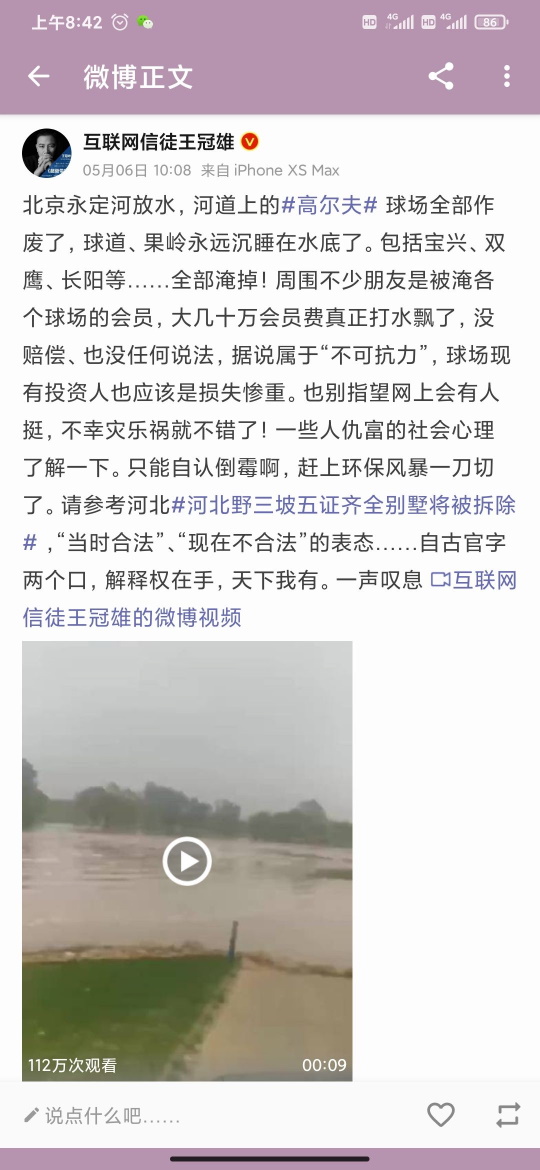 上午8:42 HD 4G HD 4G 86
微博正文
互联网信徒王冠雄
05月06日 10:08 来自 iPhone XS Max
北京永定河放水，河道上的#高尔夫# 球场全部作
废了，球道、果岭永远沉睡在水底了。包括宝兴、双
鹰、长阳等……全部淹掉！周围不少朋友是被淹各
个球场的会员，大几十万会员费真正打水飘了，没
赔偿、也没任何说法，据说属于“不可抗力”，球场现
有投资人也应该是损失惨重。也别指望网上会有人
挺，不幸灾乐祸就不错了！一些人仇富的社会心理
了解一下。只能自认倒霉啊，赶上环保风暴一刀切
了。请参考河北#河北野三坡五证齐全别墅将被拆除
# ，“当时合法”、“现在不合法”的表态……自古官字
两个口，解释权在手，天下我有。一声叹息 互联网
信徒王冠雄的微博视频
112万次观看 00:09
说点什么吧……